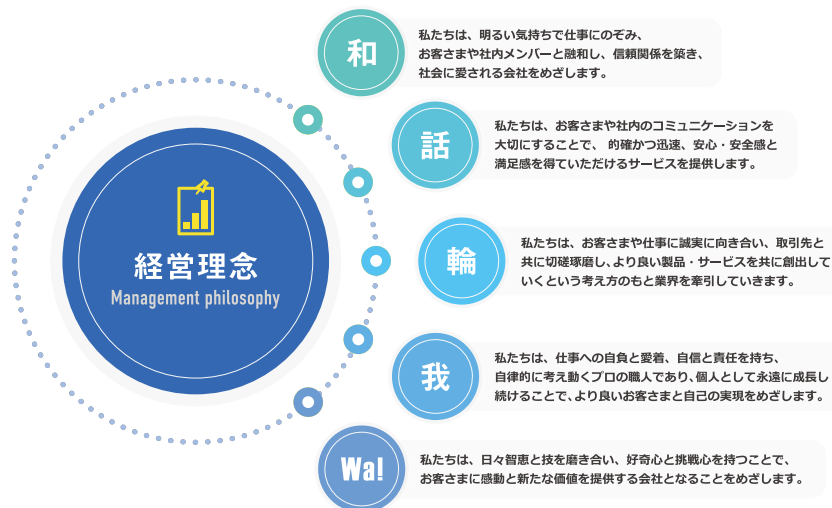 経営理念
Management philosophy
和
私たちは、明るい気持ちで仕事にのぞみ、
お客さまや社内メンバーと融和し、信頼関係を築き、
社会に愛される会社をめざします。
話
私たちは、お客さまや社内のコミュニケーションを
大切にすることで、 的確かつ迅速、安心・安全感と
満足感を得ていただけるサービスを提供します。
輪
私たちは、お客さまや仕事に誠実に向き合い、取引先と
共に切磋琢磨し、より良い製品・サービスを共に創出して
いくという考え方のもと業界を牽引していきます。
我
私たちは、仕事への自負と愛着、自信と責任を持ち、
自律的に考え動くプロの職人であり、個人として永遠に成長し
続けることで、より良いお客さまと自己の実現をめざします。
Wa!
私たちは、日々智恵と技を磨き合い、好奇心と挑戦心を持つことで、
お客さまに感動と新たな価値を提供する会社となることをめざします。